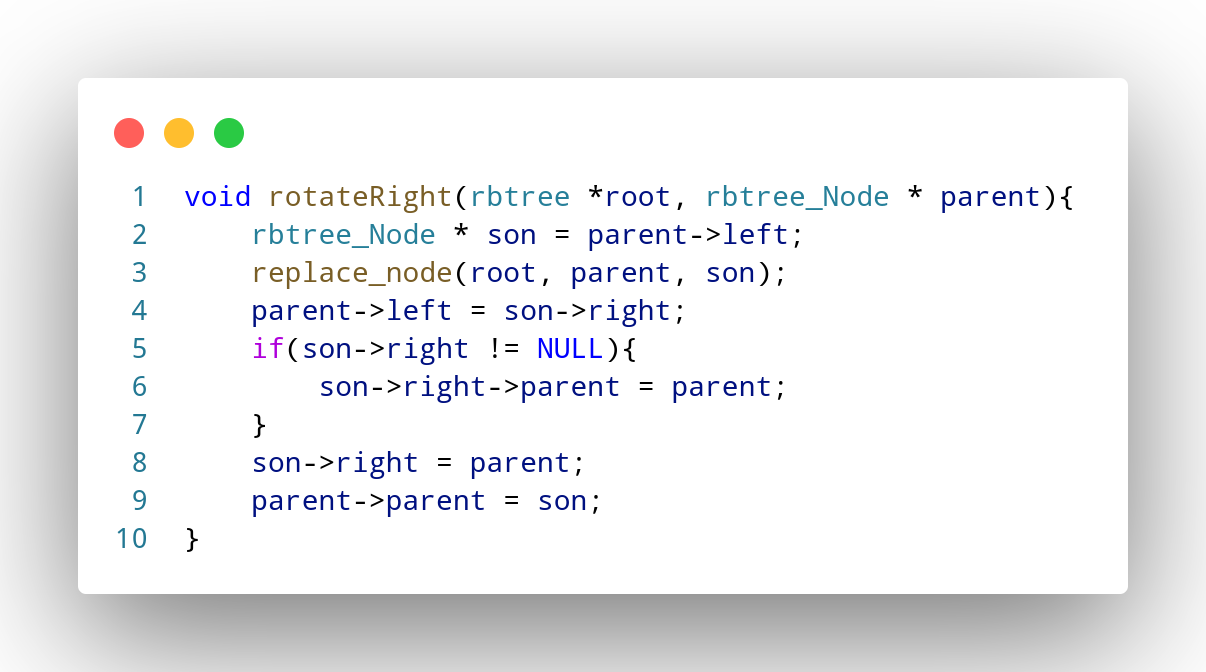 1 void rotateRight(rbtree *root, rbtree_Node * parent){
2     rbtree_Node * son = parent->left;
3     replace_node(root, parent, son);
4     parent->left = son->right;
5     if(son->right != NULL){
6         son->right->parent = parent;
7     }
8     son->right = parent;
9     parent->parent = son;
10 }